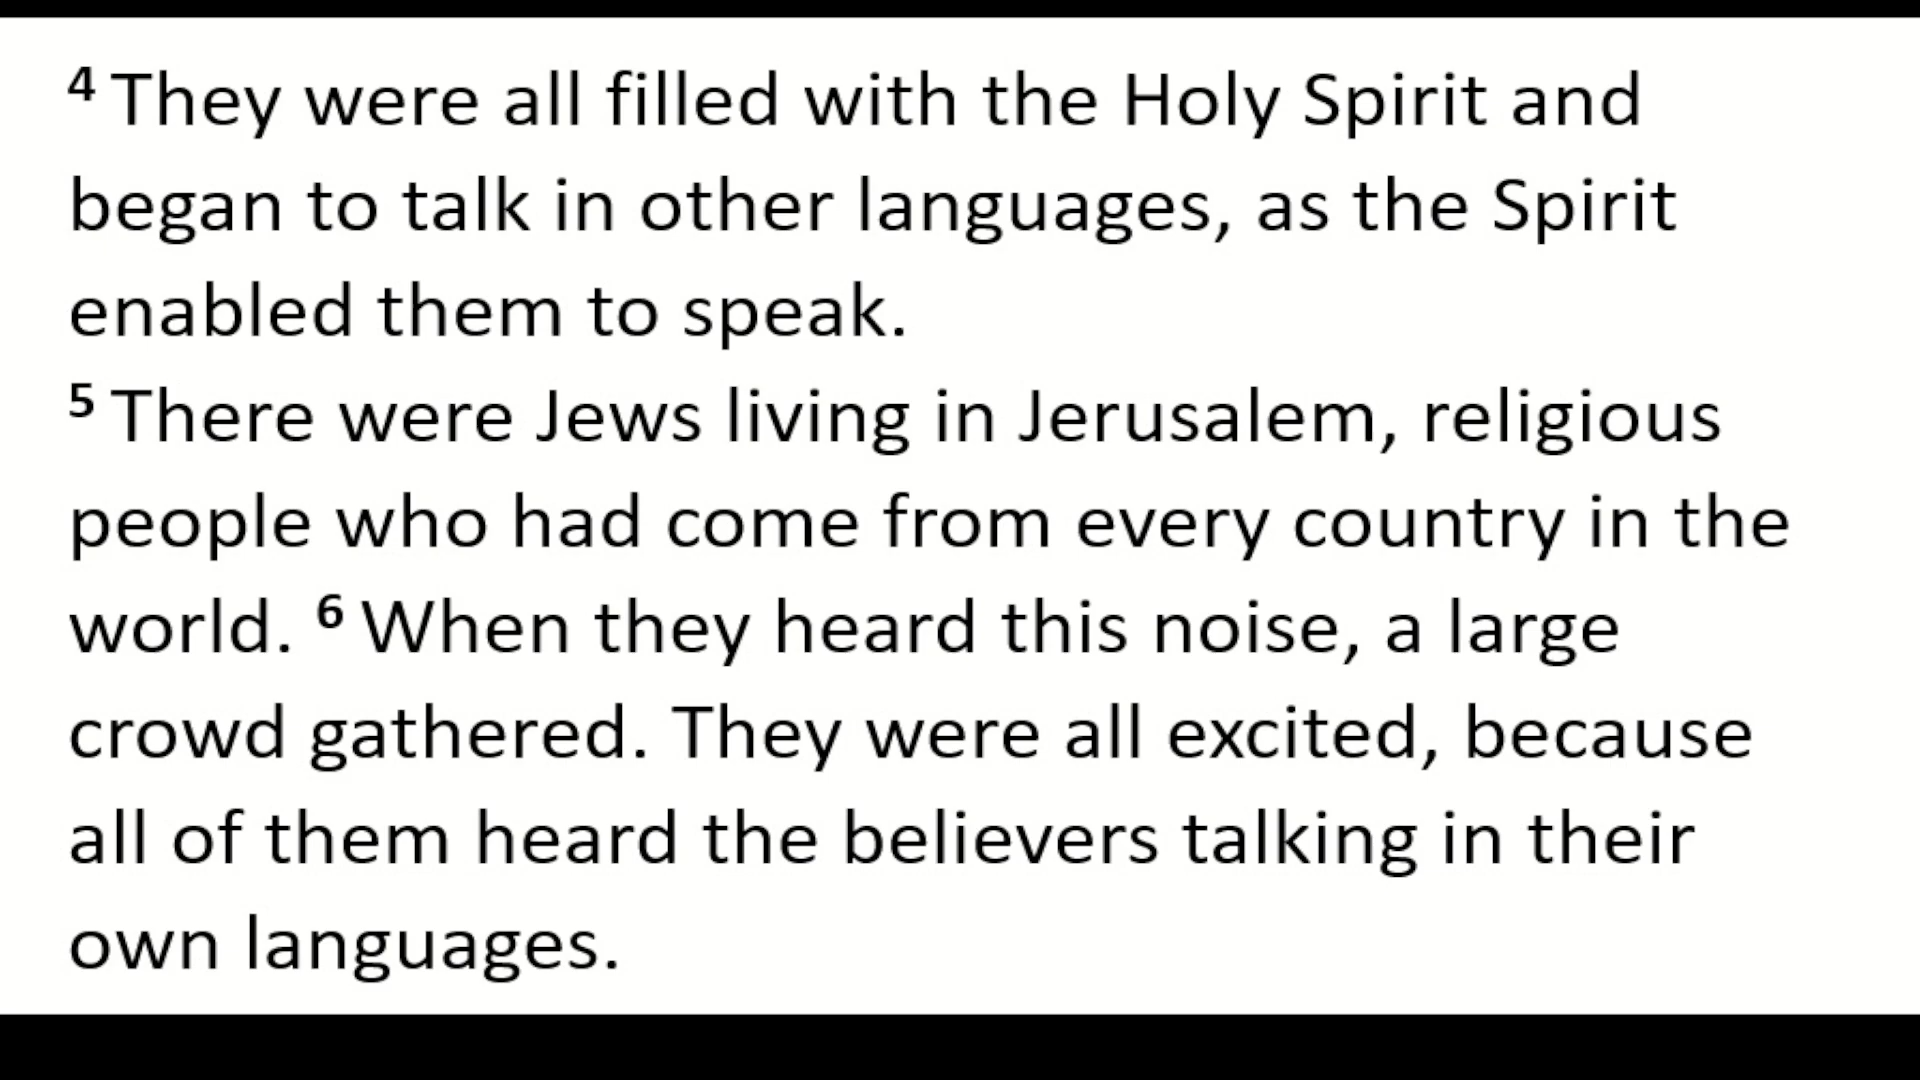 4 They were all filled with the Holy Spirit and
began to talk in other languages, as the Spirit
enabled them to speak.
5 There were Jews living in Jerusalem, religious
people who had come from every country in the
world. 6 When they heard this noise, a large
crowd gathered. They were all excited, because
all of them heard the believers talking in their
own languages.